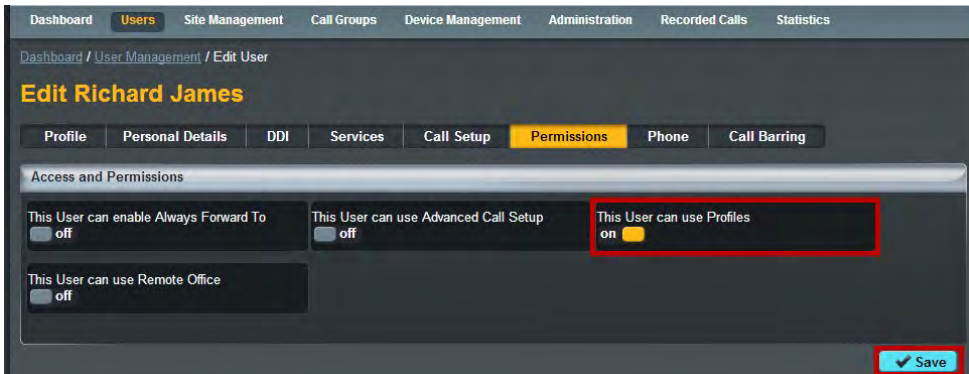 Dashboard Users Site Management Call Groups Device Management Administration Recorded Calls Statistics
Dashboard / User Management / Edit User
Edit Richard James
Profile Personal Details DDI Services Call Setup Permissions Phone Call Barring
Access and Permissions
This User can enable Always Forward To This User can use Advanced Call Setup This User can use Profiles
off off on
This User can use Remote Office
off
Save